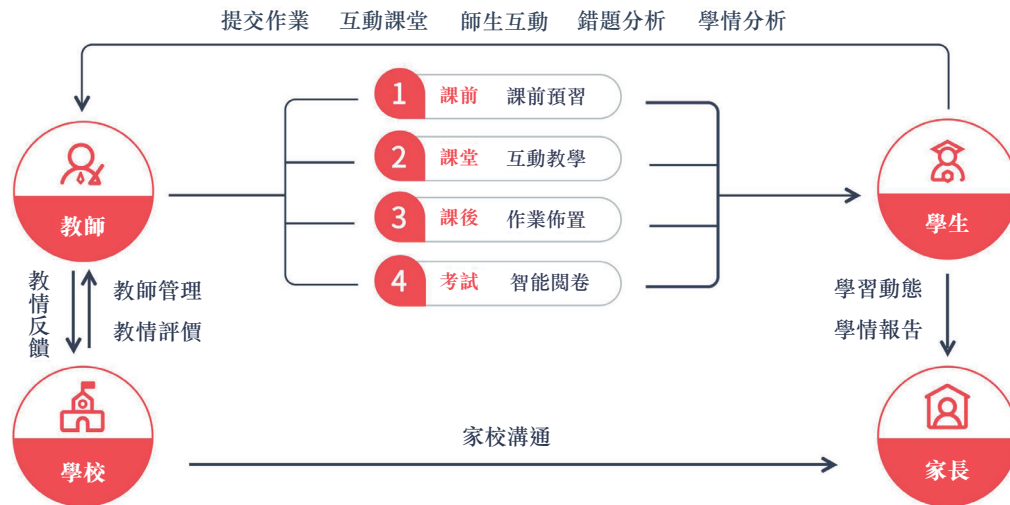 提交作業 互動課堂 師生互動 錯題分析 學情分析
1 課前 課前預習
2 課堂 互動教學
3 課後 作業佈置
4 考試 智能閱卷
教師
學生
教情反饋
教師管理
教情評價
學習動態
學情報告
學校
家校溝通
家長